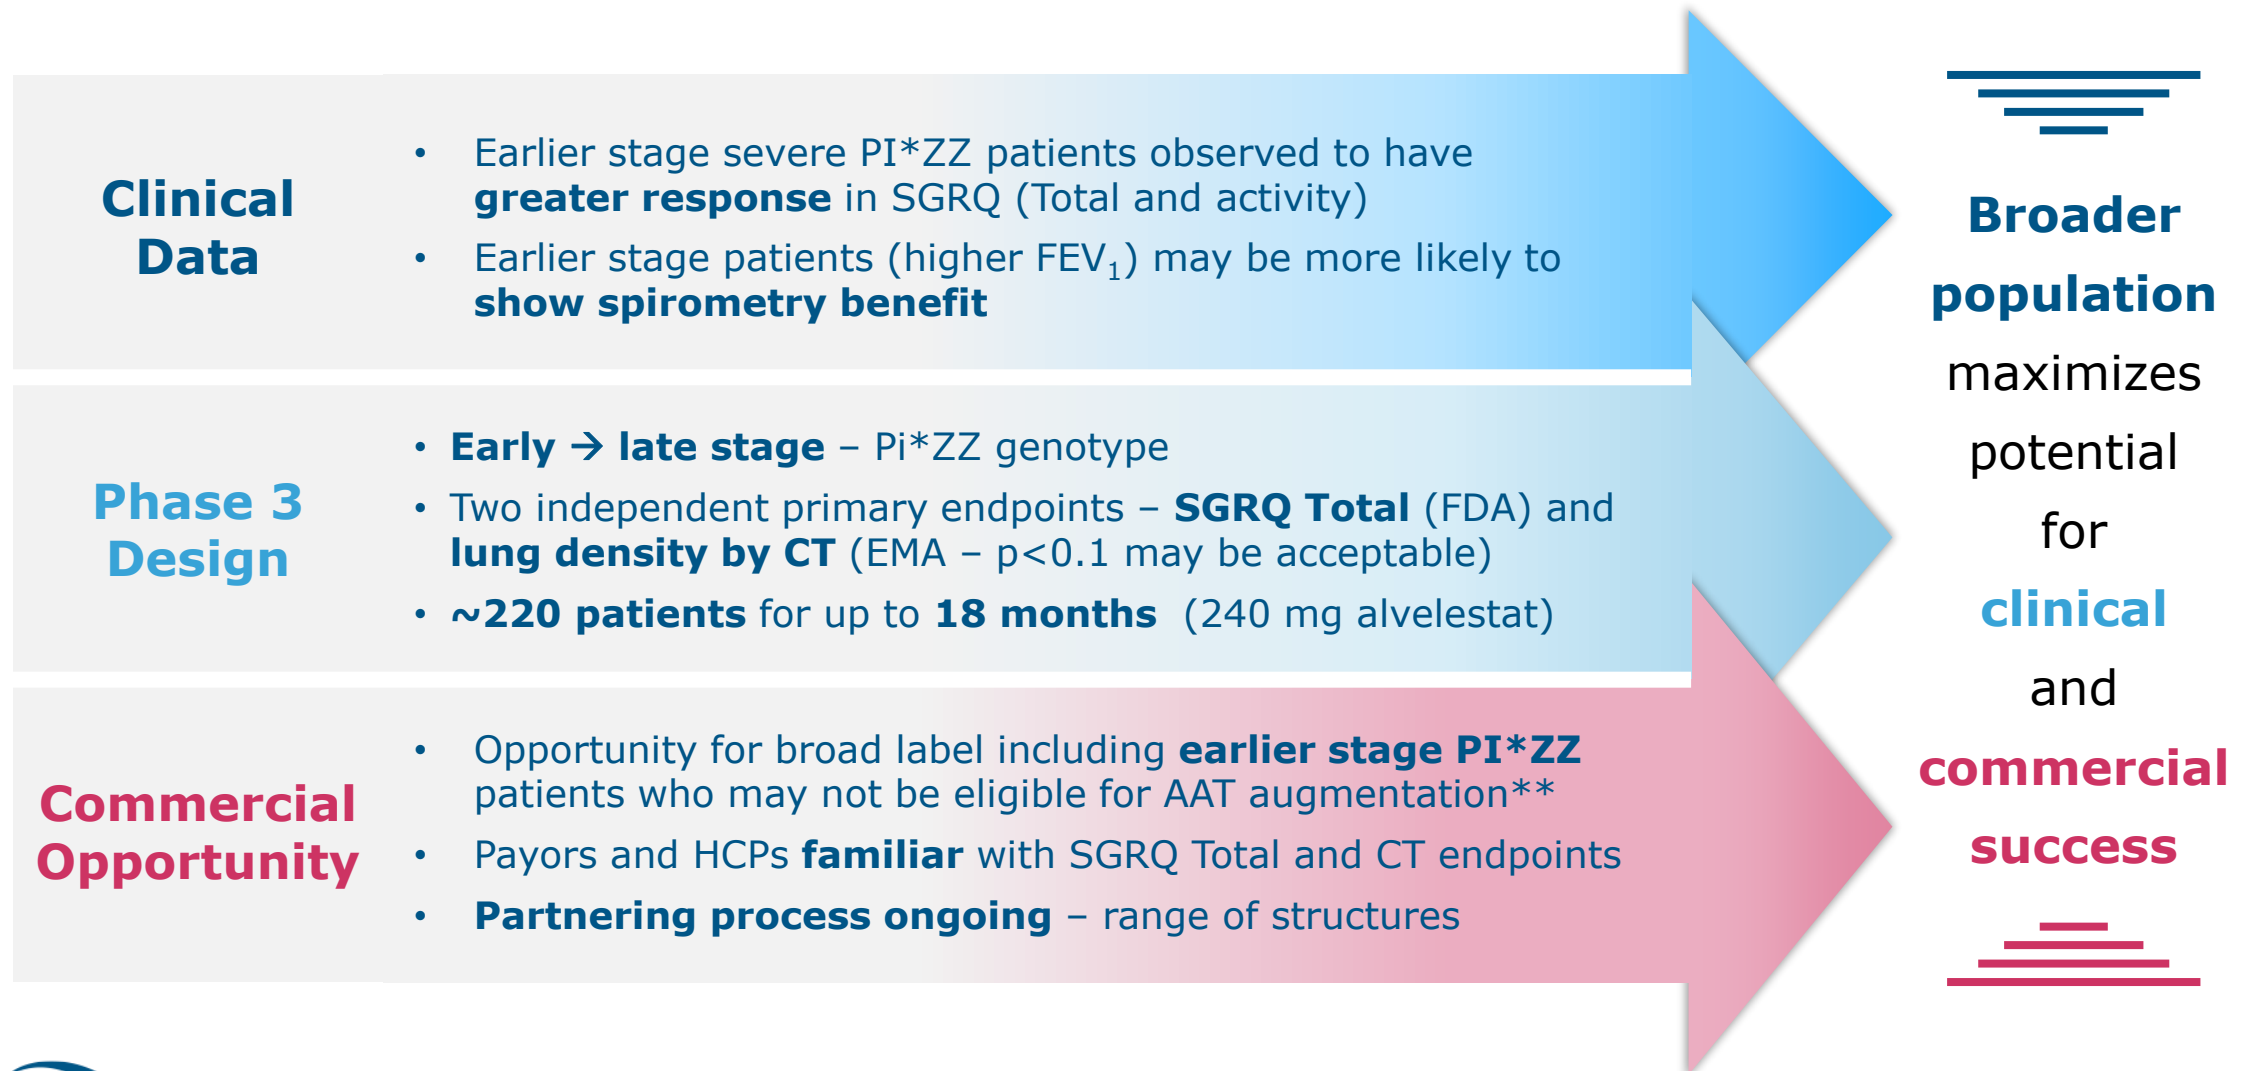 Clinical
Data
• Earlier stage severe PI*ZZ patients observed to have
greater response in SGRQ (Total and activity)
• Earlier stage patients (higher FEV₁) may be more likely to
show spirometry benefit
Phase 3
Design
• Early → late stage – Pi*ZZ genotype
• Two independent primary endpoints – SGRQ Total (FDA) and
lung density by CT (EMA – p<0.1 may be acceptable)
• ~220 patients for up to 18 months (240 mg alvelestat)
Commercial
Opportunity
• Opportunity for broad label including earlier stage PI*ZZ
patients who may not be eligible for AAT augmentation**
• Payors and HCPs familiar with SGRQ Total and CT endpoints
• Partnering process ongoing – range of structures
Broader
population
maximizes
potential
for
clinical
and
commercial
success